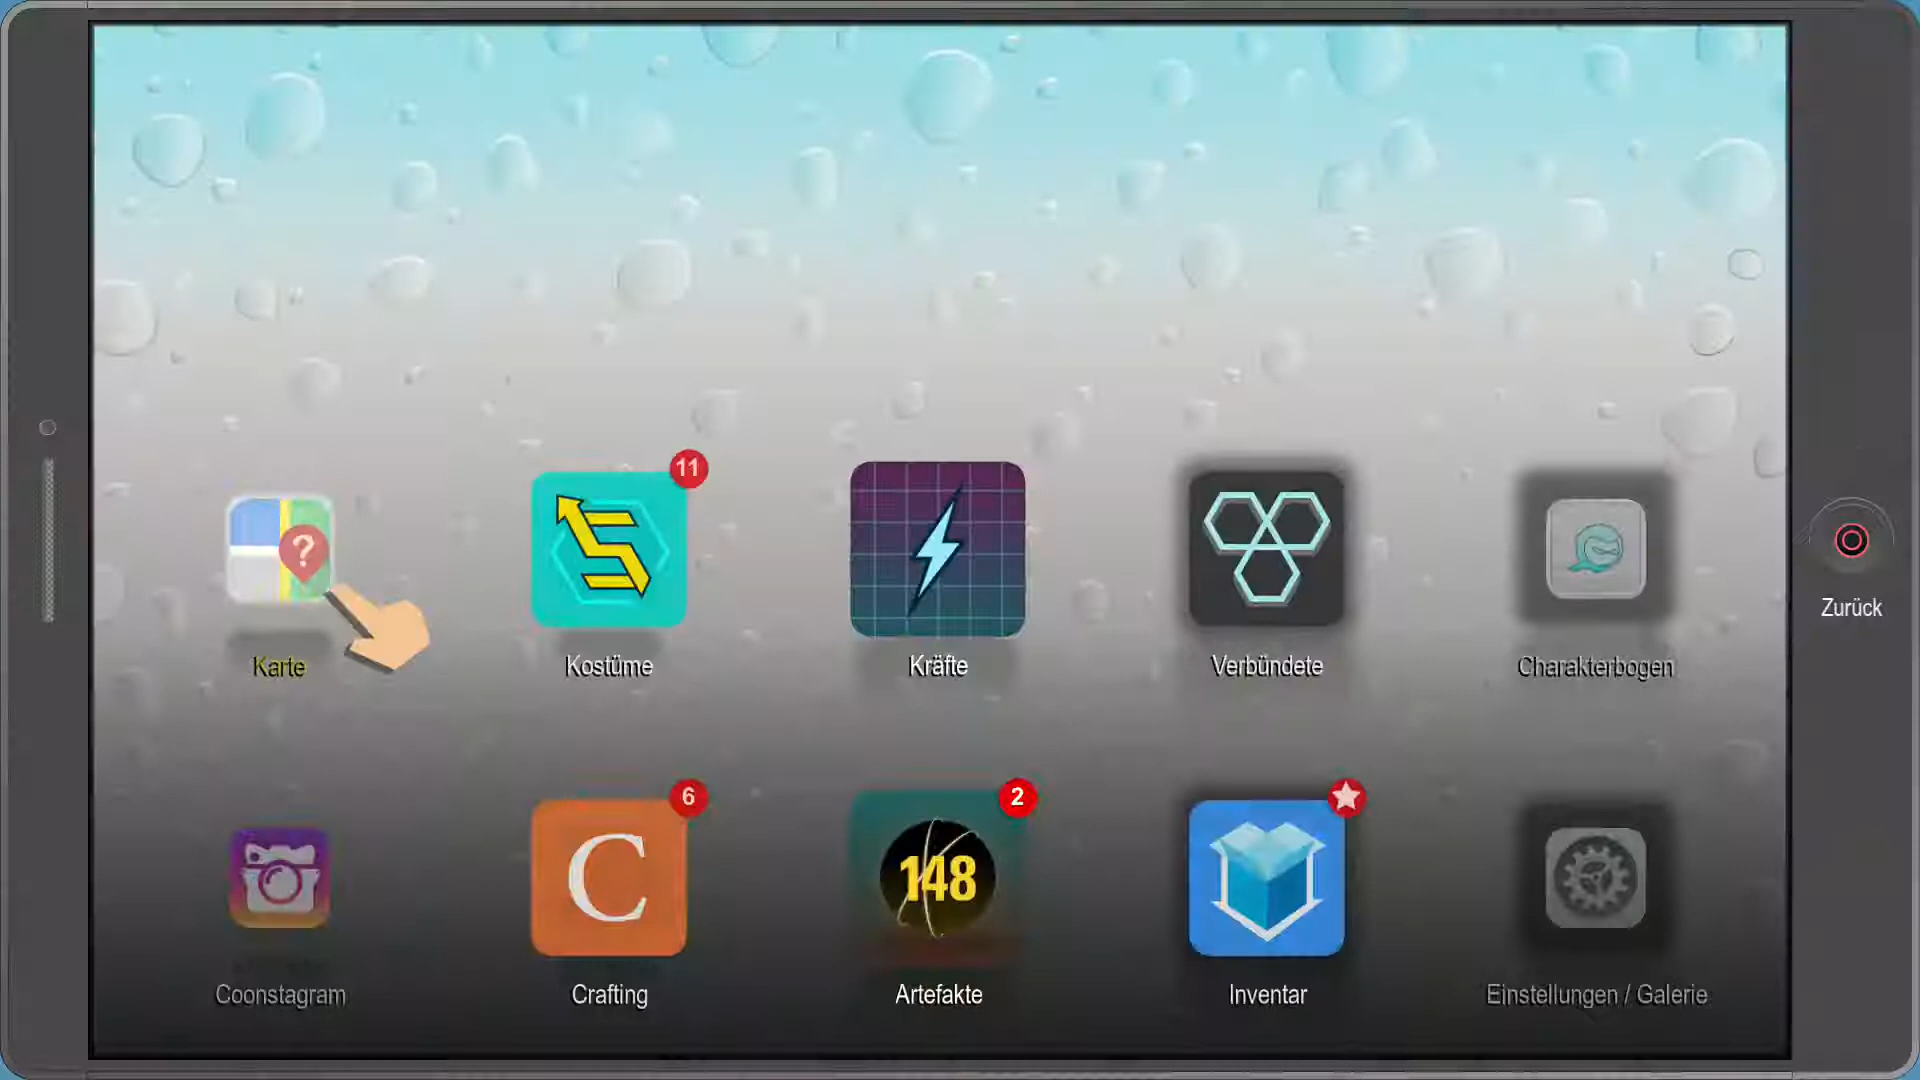 11
?
Karte
Kostüme
Kräfte
Verbündete
Charakterbogen
Zurück
6
2
C
148
Coonstagram
Crafting
Artefakte
Inventar
Einstellungen / Galerie